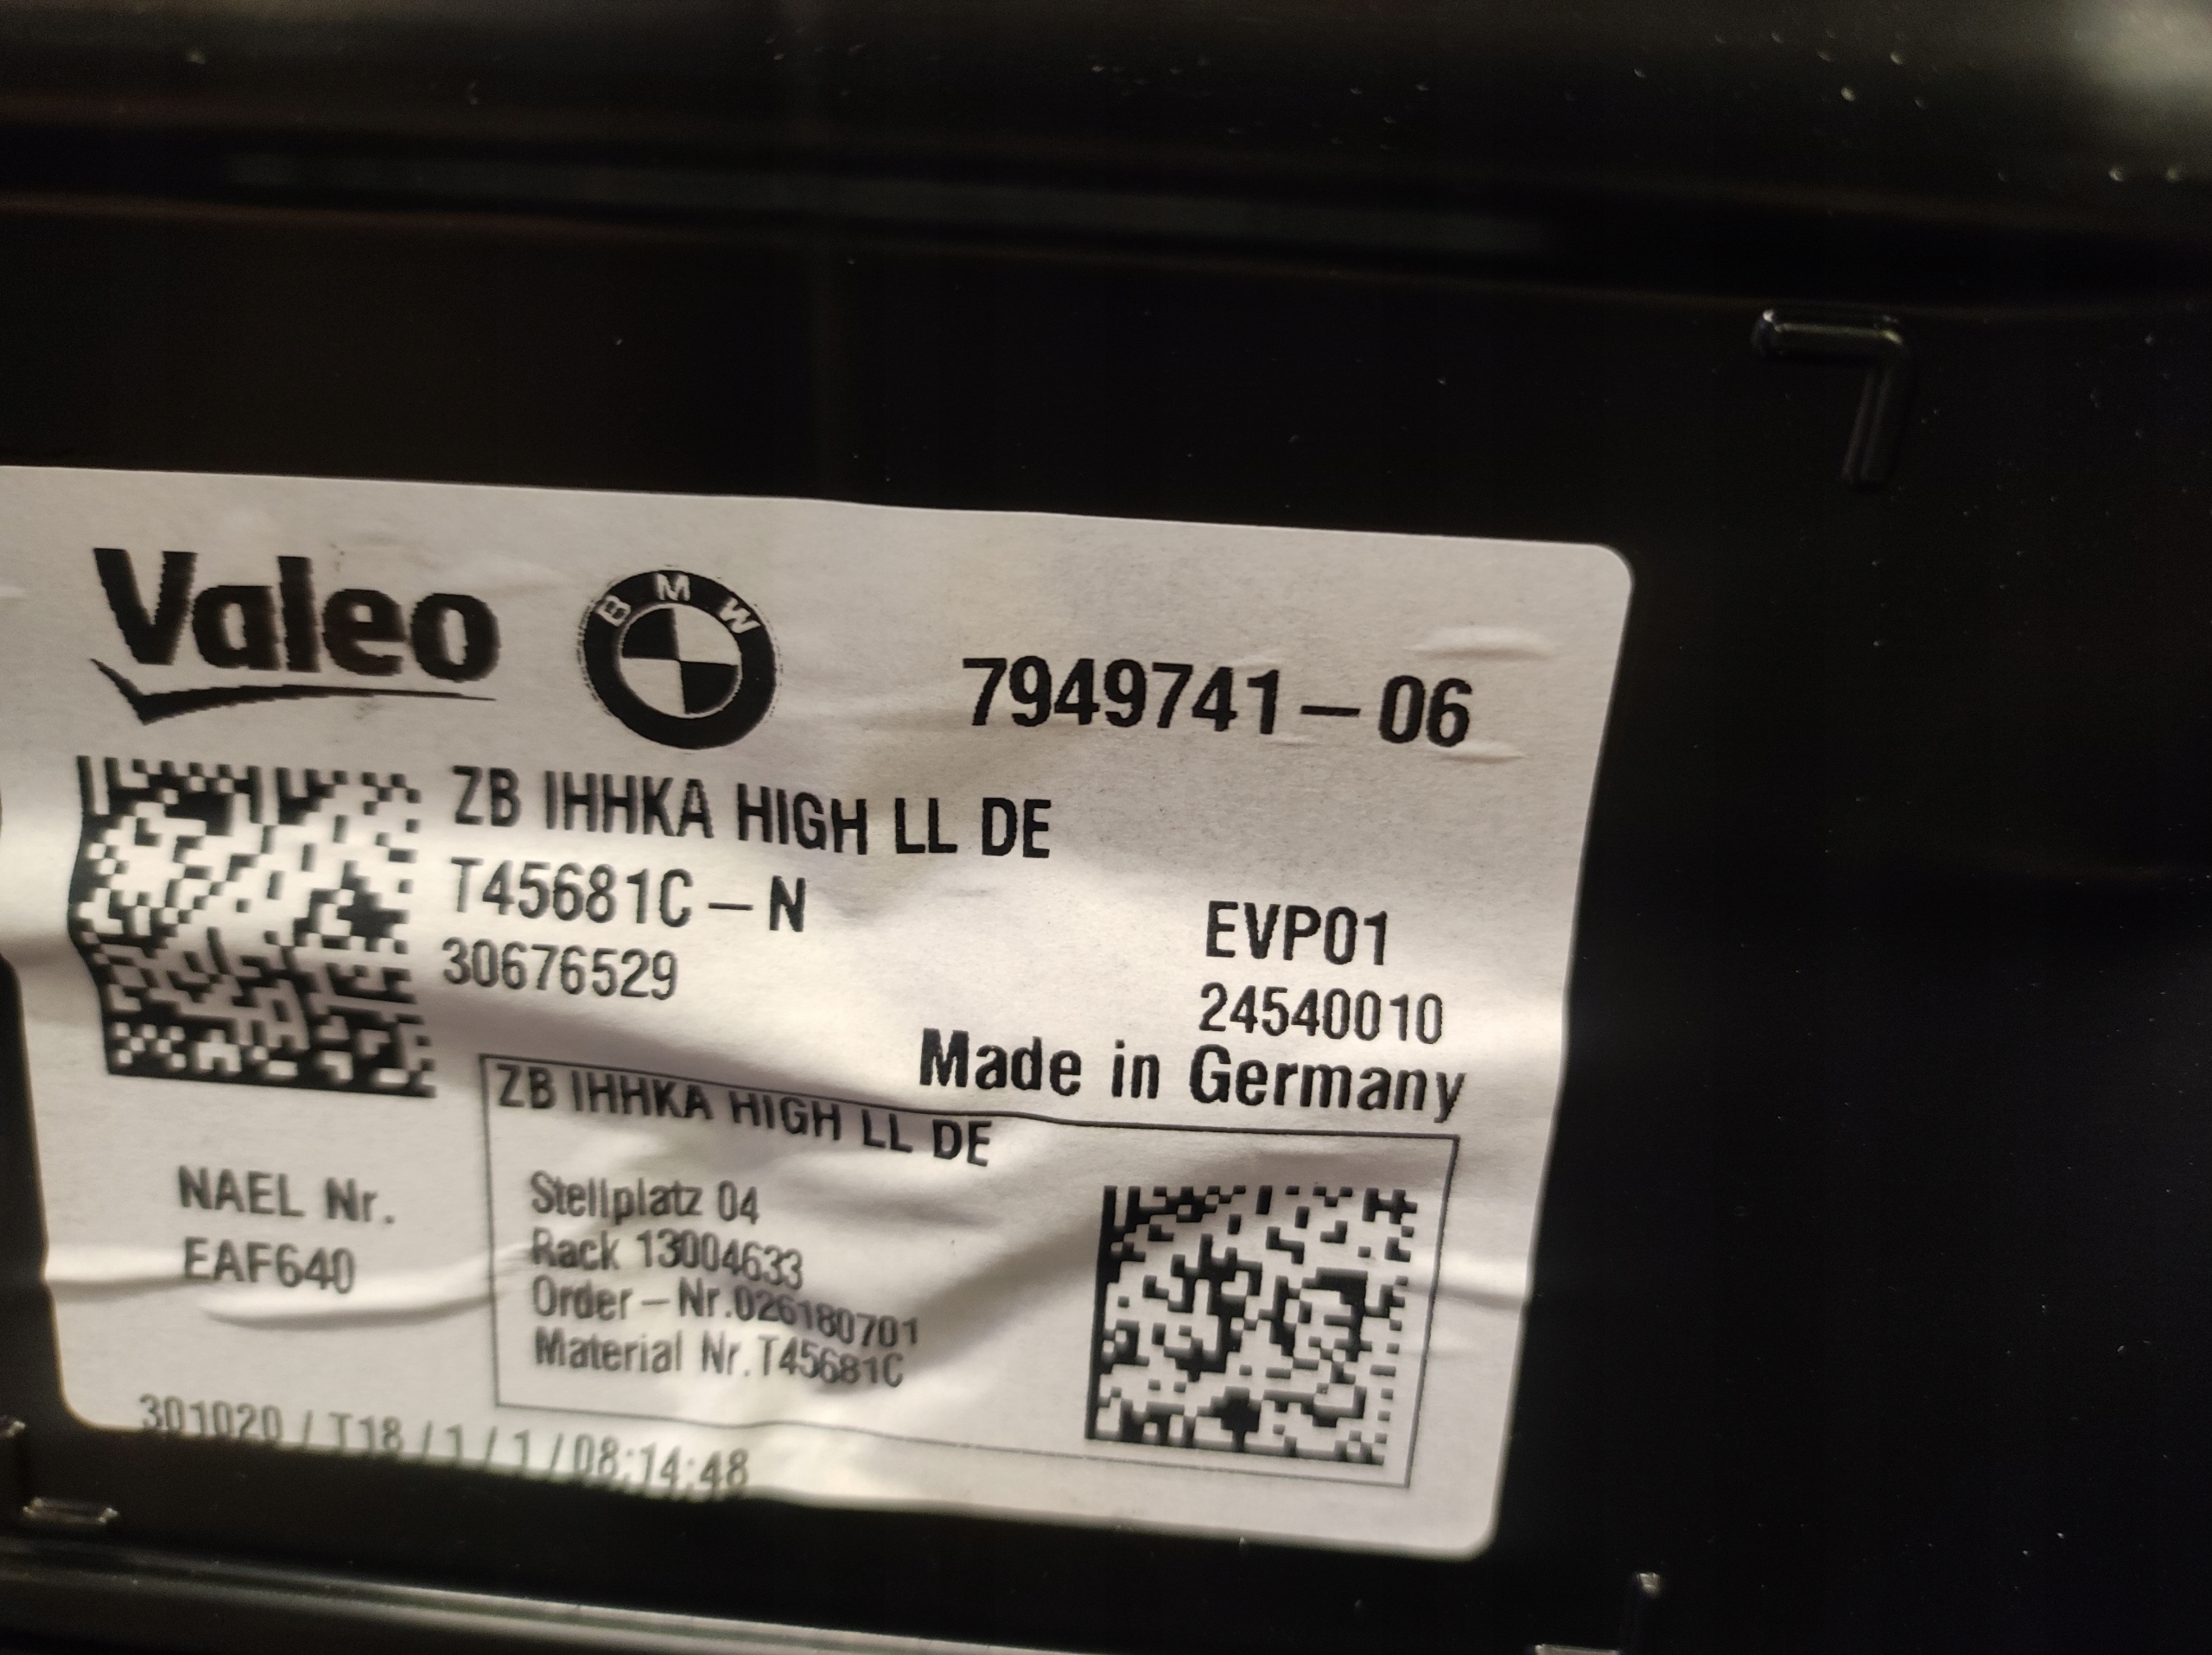 Valeo
BMW
7949741-06
ZB IHHKA HIGH LL DE
T45681C-N
30676529
EVP01
24540010
Made in Germany
ZB IHHKA HIGH LL DE
NAEL Nr.
EAF640
Stellplatz 04
Rack 13004633
Order-Nr.026180701
Material Nr.T45681C
301020/T18/1/1/08:14:48